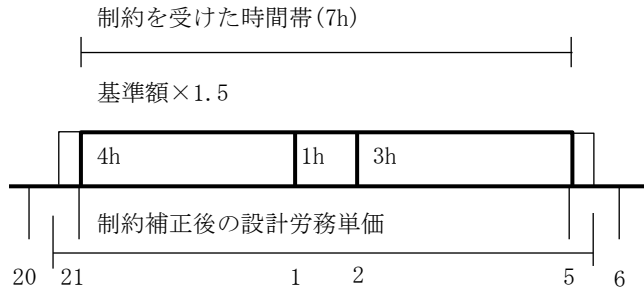 制約を受けた時間帯(7h)
基準額×1.5
4h 1h 3h
制約補正後の設計労務単価
20 21 1 2 5 6